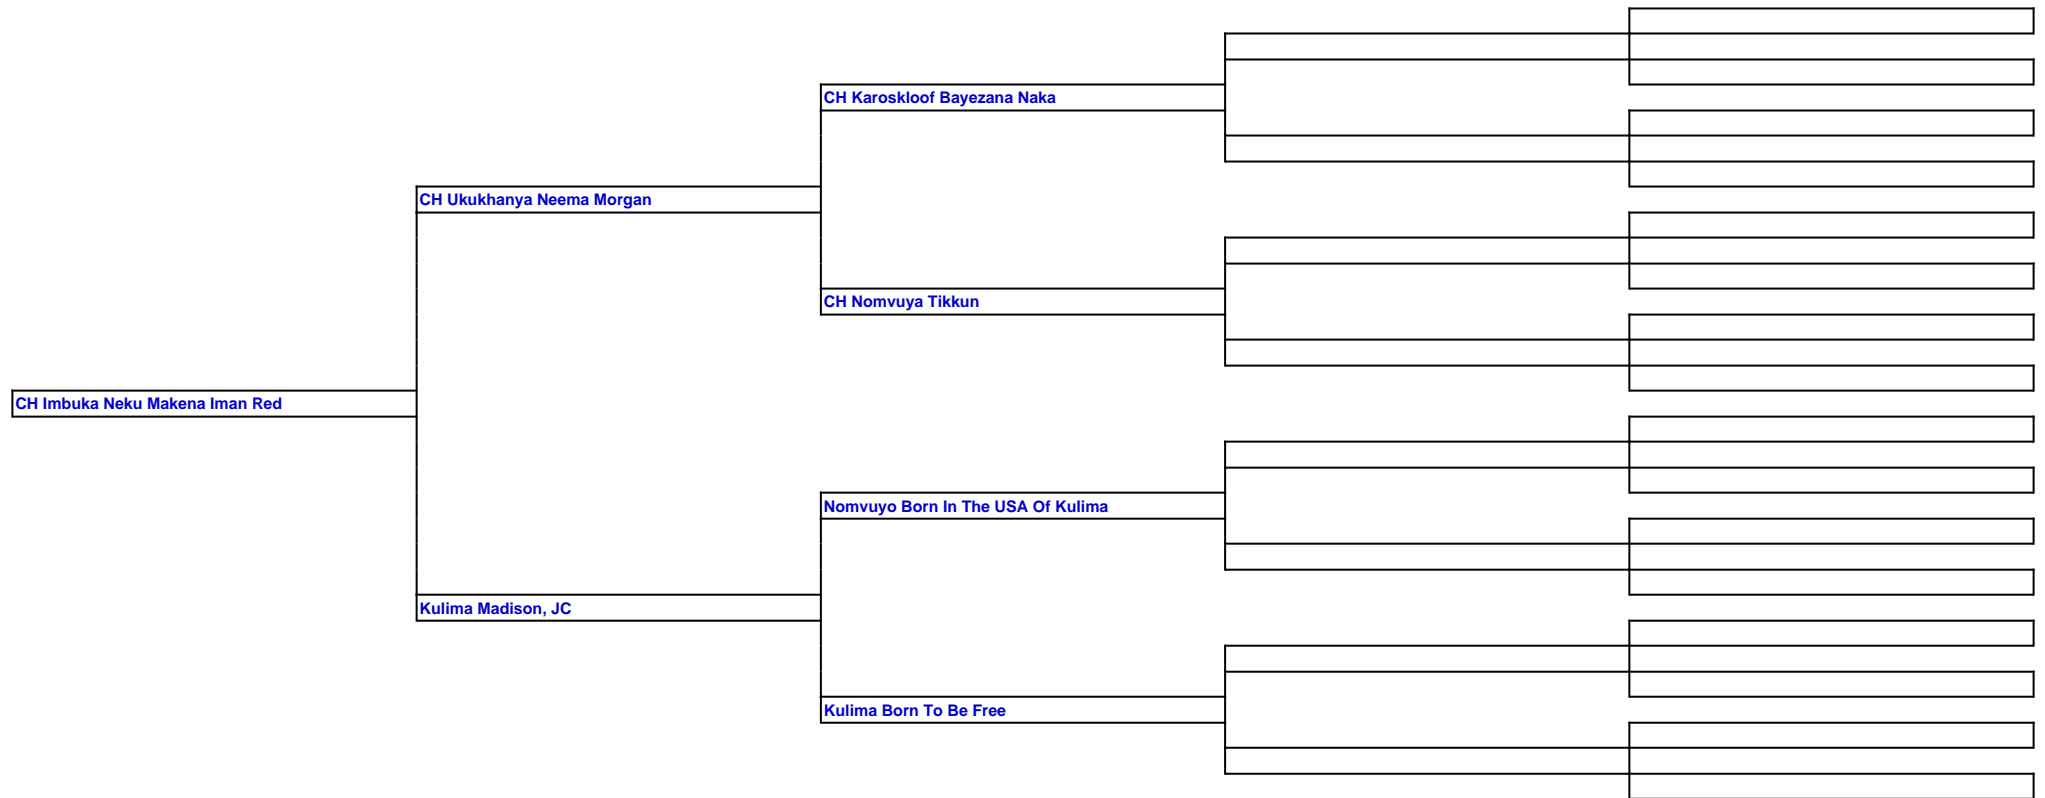 CH Karoskloof Bayezana Naka
CH Ukukhanya Neema Morgan
CH Nomvuya Tikkun
CH Imbuka Neku Makena Iman Red
Nomvuyo Born In The USA Of Kulima
Kulima Madison, JC
Kulima Born To Be Free